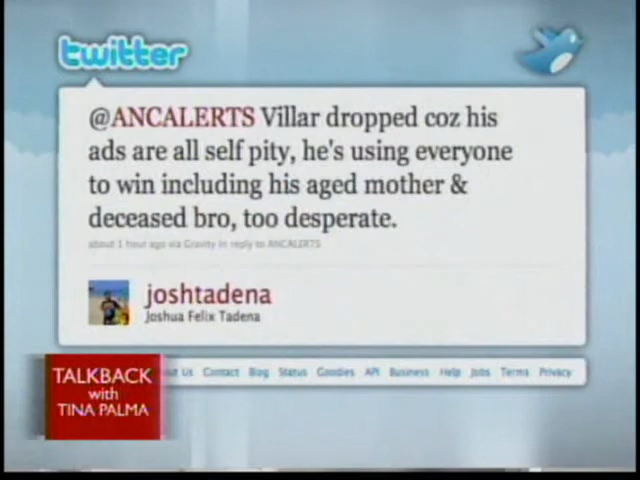 twitter
@ANCALERTS Villar dropped coz his
ads are all self pity, he's using everyone
to win including his aged mother &
deceased bro, too desperate.
about 1 hour ago via Gravity in reply to ANCALERTS
joshtadena
Joshua Felix Tadena
TALKBACK
with
TINA PALMA
ut Us Contact Blog Status Goodies API Business Help Jobs Terms Privacy